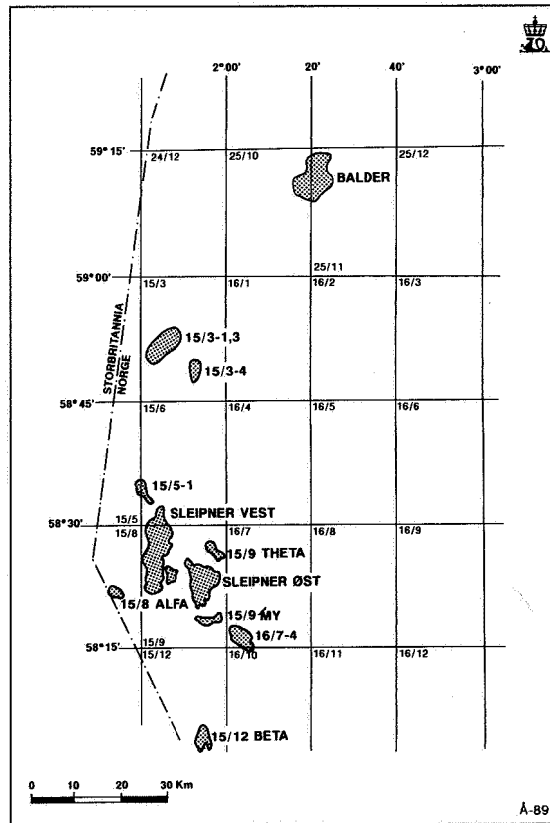 2°00' 20' 40' 3°00'
59°15'
24/12 25/10 25/12
BALDER
25/11
59°00'
15/3 16/1 16/2 16/3
STORBRITANNIA
NORGE
15/3-1,3
15/3-4
58°45'
15/6 16/4 16/5 16/6
15/5-1
SLEIPNER VEST
58°30'
15/5 16/7 16/8 16/9
15/8
15/9 THETA
SLEIPNER ØST
15/8 ALFA
15/9 MY
16/7-4
58°15'
15/9
15/12 16/10 16/11 16/12
15/12 BETA
0 10 20 30 Km
Å-89